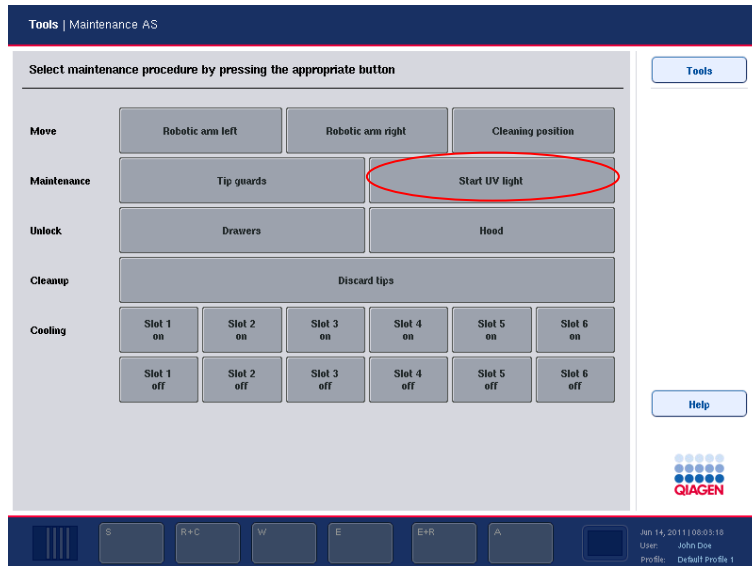 Tools | Maintenance AS
Select maintenance procedure by pressing the appropriate button
Tools
Move
Robotic arm left
Robotic arm right
Cleaning position
Maintenance
Tip guards
Start UV light
Unlock
Drawers
Hood
Cleanup
Discard tips
Cooling
Slot 1 on
Slot 2 on
Slot 3 on
Slot 4 on
Slot 5 on
Slot 6 on
Slot 1 off
Slot 2 off
Slot 3 off
Slot 4 off
Slot 5 off
Slot 6 off
Help
QIAGEN
S
R+C
W
E
E+R
A
Jun 14, 2011 | 08:03:18
User: John Doe
Profile: Default Profile 1